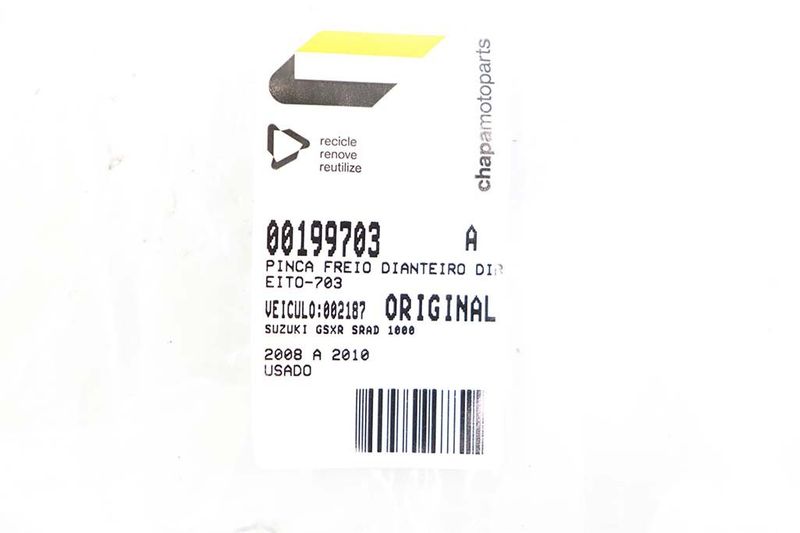 recicle
renove
reutilize
chapamotoparts
00199703 A
PINCA FREIO DIANTEIRO DIR
EITO-703
VEICULO:002187 ORIGINAL
SUZUKI GSXR SRAD 1000
2008 A 2010
USADO